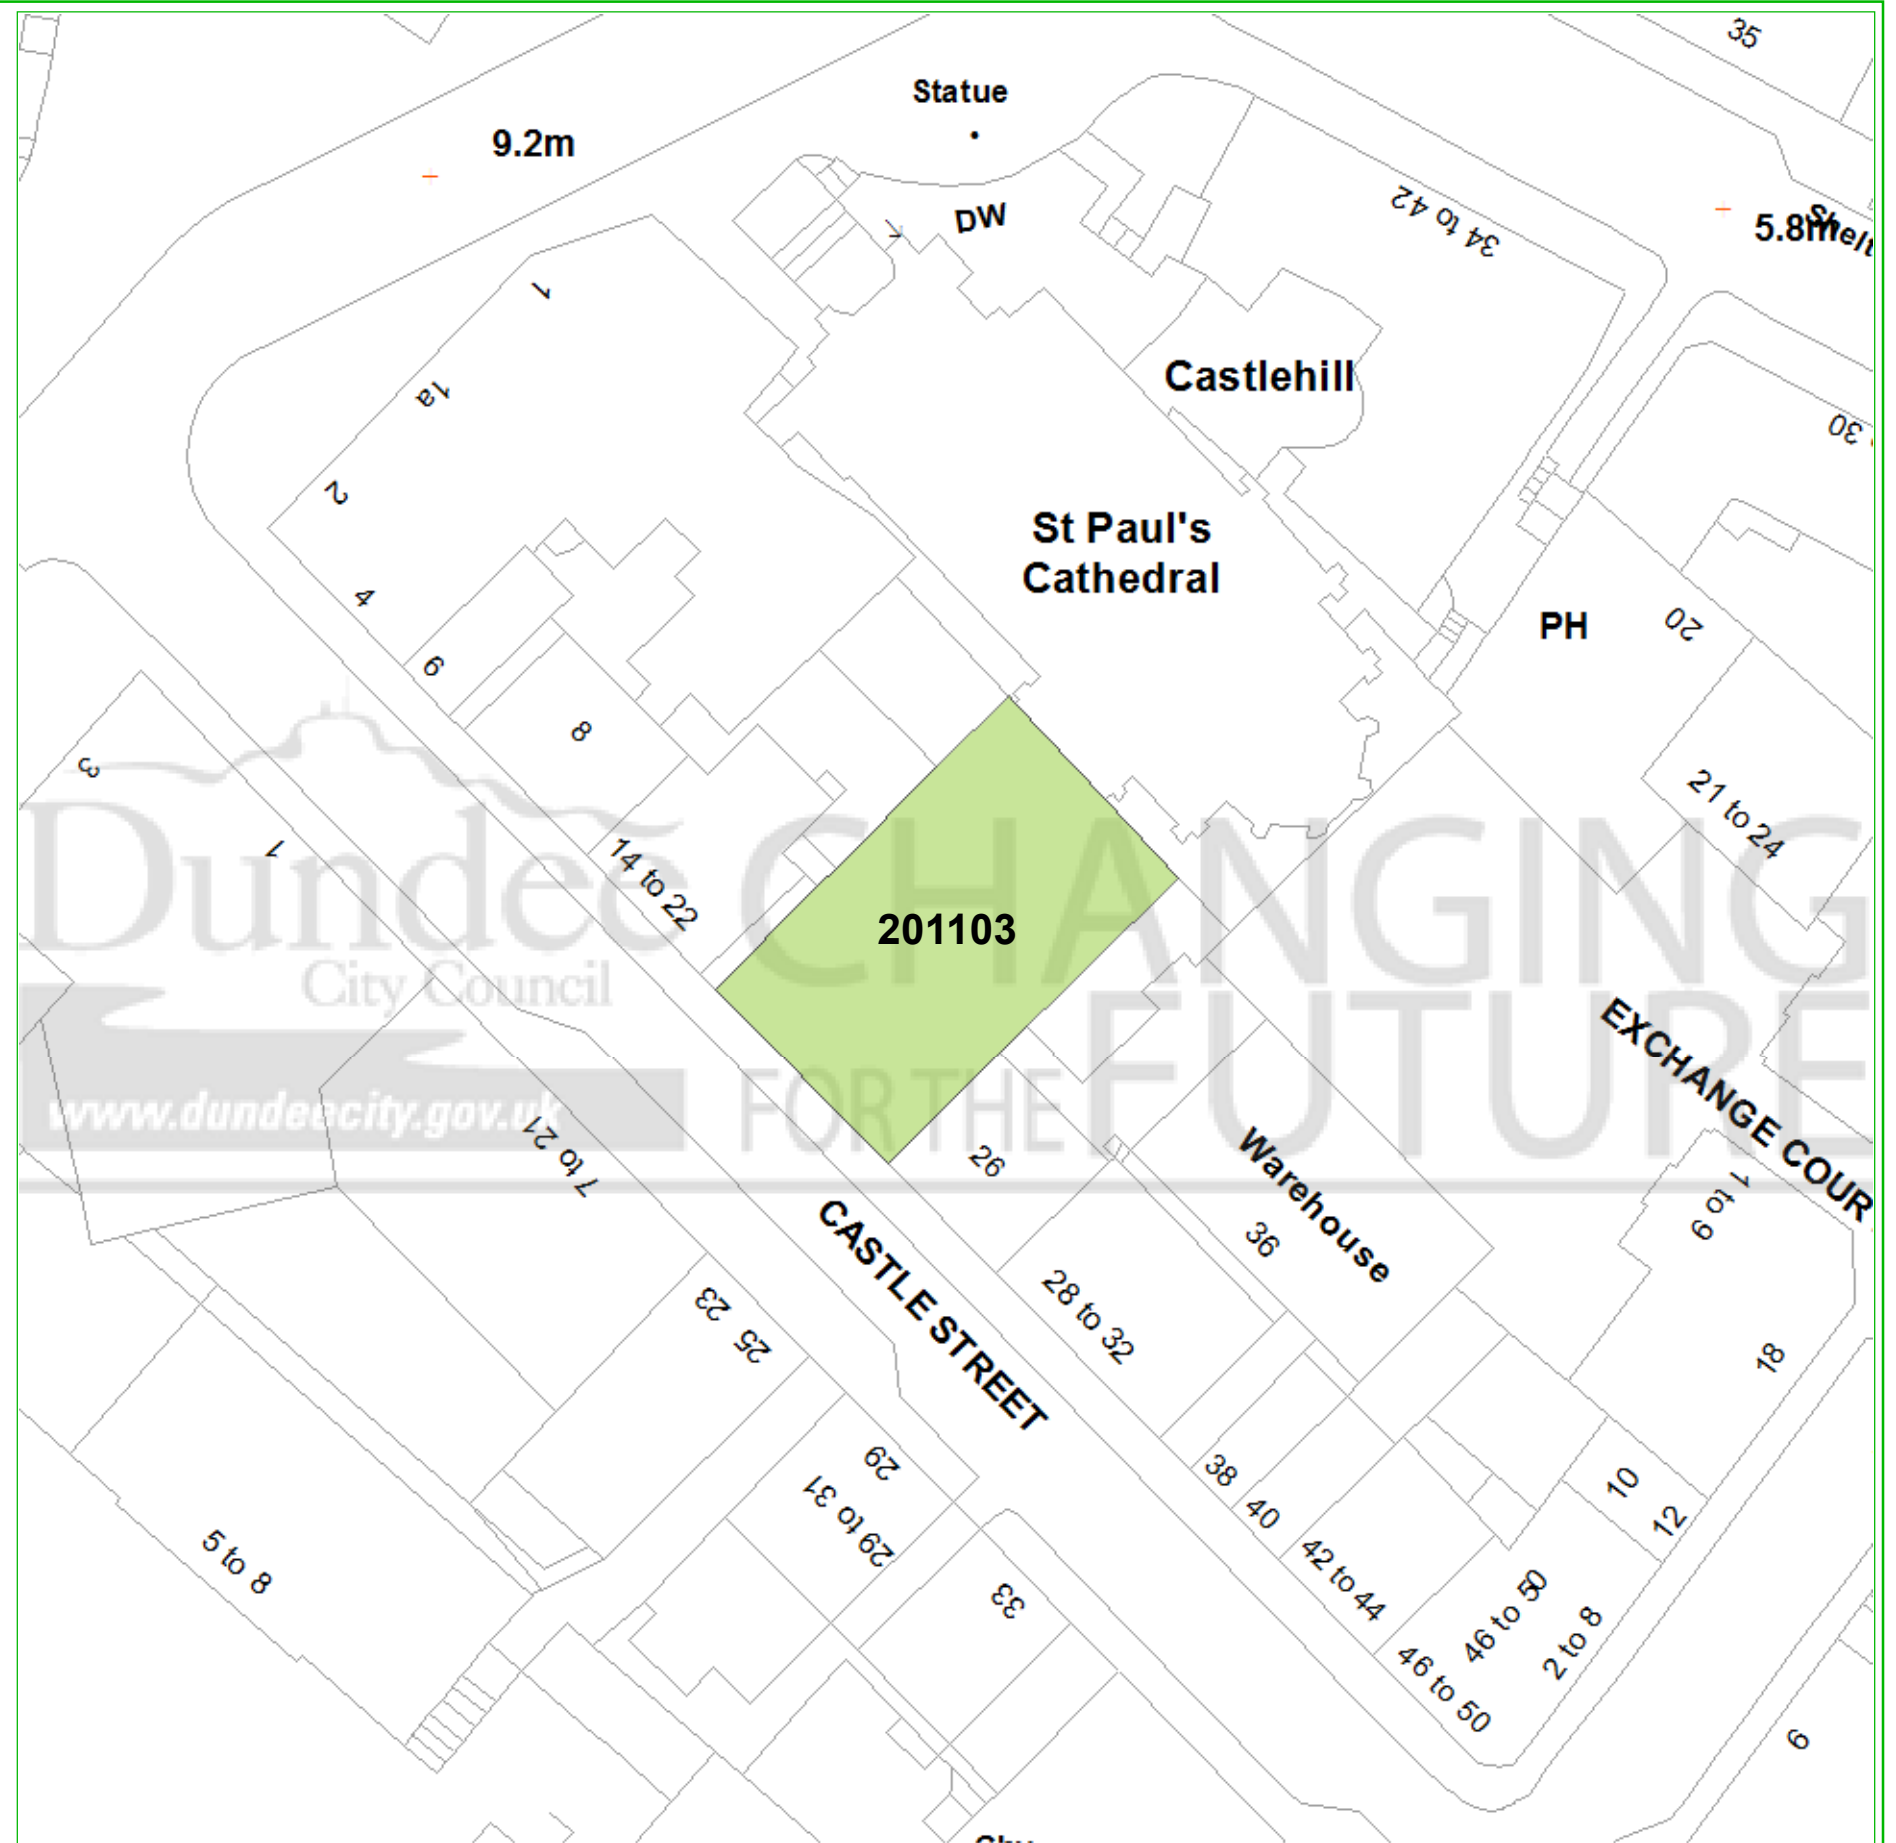 35
Statue
9.2m
DW
34 to 42
5.8m
1
Castlehill
1a
30
2
St Paul's
Cathedral
4
PH
20
6
8
3
21 to 24
1
14 to 22
Dundee
City Council
www.dundeecity.gov.uk
CHANGING
FOR THE FUTURE
201103
EXCHANGE COUR
7 to 21
26
Warehouse
36
1 to 6
CASTLE STREET
28 to 32
23
25
18
29
29 to 31
38
40
10
12
5 to 8
42 to 44
33
46 to 50
2 to 8
46 to 50
9